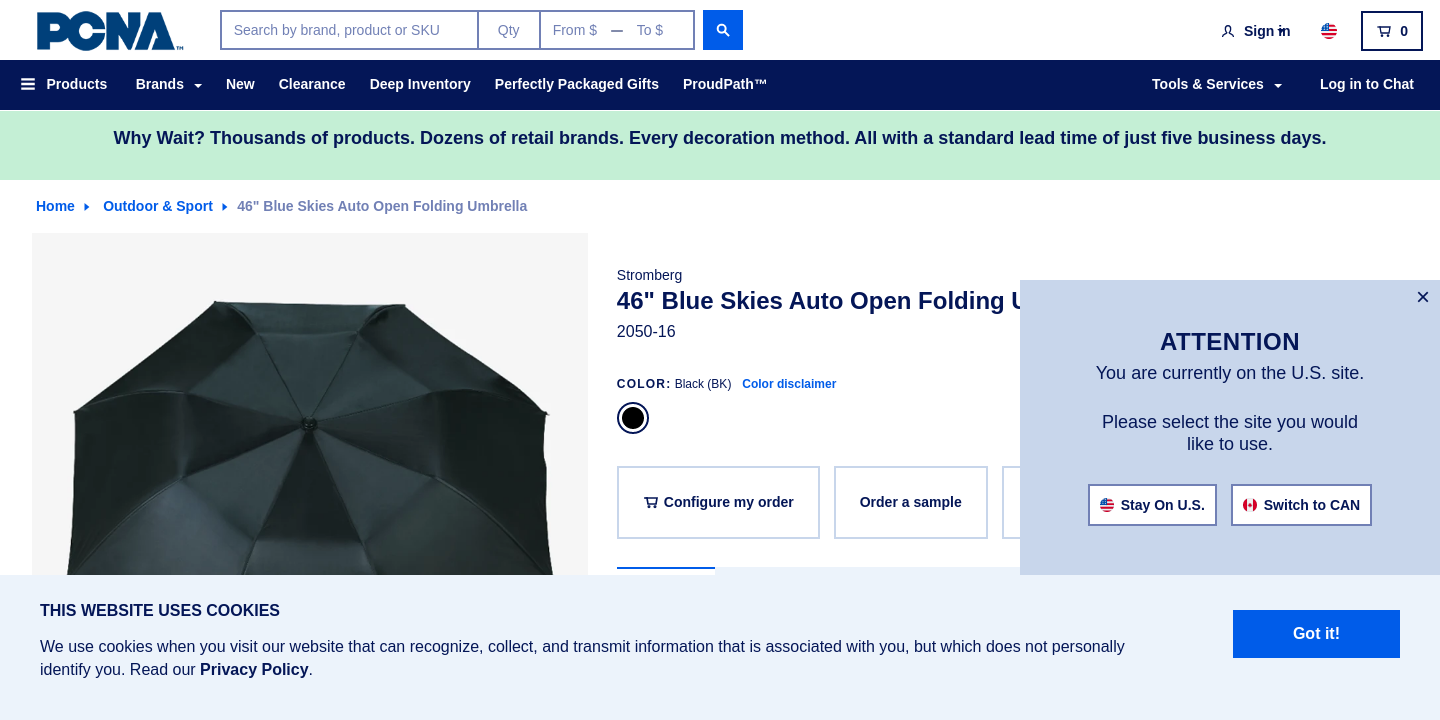 PCNA™
Search by brand, product or SKU
Qty
From $ — To $
Sign in
0
Products
Brands
New
Clearance
Deep Inventory
Perfectly Packaged Gifts
ProudPath™
Tools & Services
Log in to Chat
Why Wait? Thousands of products. Dozens of retail brands. Every decoration method. All with a standard lead time of just five business days.
Home
Outdoor & Sport
46" Blue Skies Auto Open Folding Umbrella
Stromberg
46" Blue Skies Auto Open Folding
2050-16
COLOR: Black (BK) Color disclaimer
Configure my order
Order a sample
×
ATTENTION
You are currently on the U.S. site.
Please select the site you would
like to use.
Stay On U.S.
Switch to CAN
THIS WEBSITE USES COOKIES
We use cookies when you visit our website that can recognize, collect, and transmit information that is associated with you, but which does not personally
identify you. Read our Privacy Policy.
Got it!